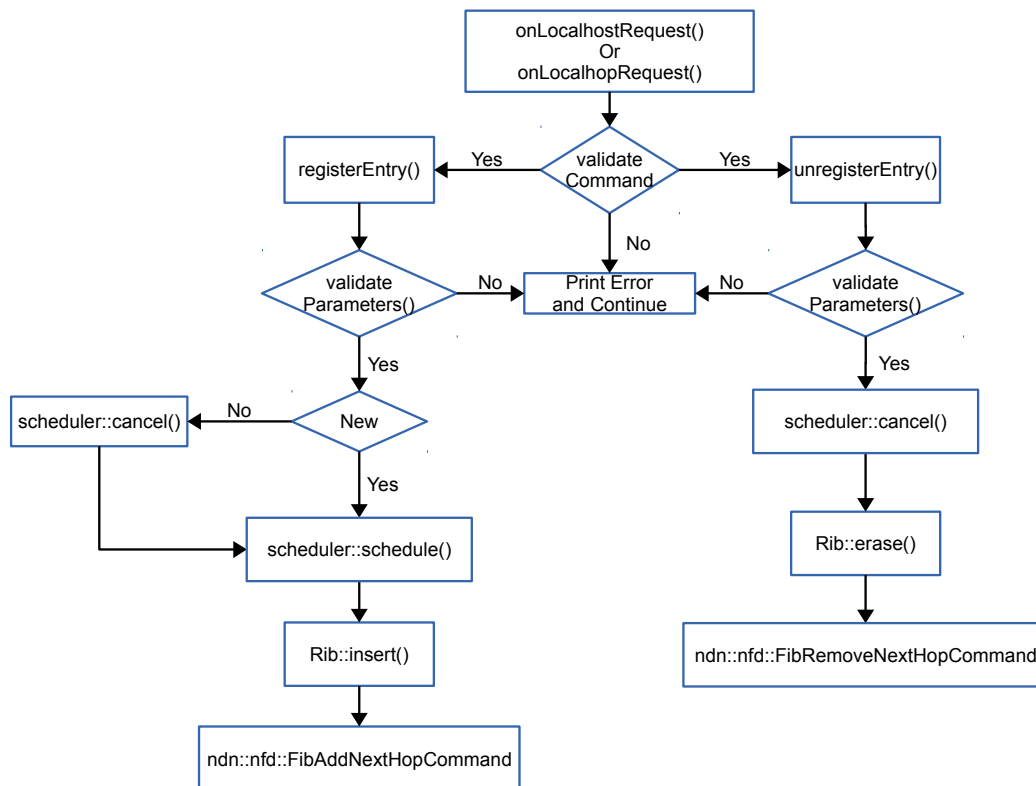 onLocalhostRequest()
Or
onLocalhopRequest()
registerEntry()
Yes
validate
Command
Yes
unregisterEntry()
No
validate
Parameters()
No
Print Error
and Continue
No
validate
Parameters()
Yes
Yes
scheduler::cancel()
No
New
scheduler::cancel()
Yes
scheduler::schedule()
Rib::erase()
Rib::insert()
ndn::nfd::FibRemoveNextHopCommand
ndn::nfd::FibAddNextHopCommand